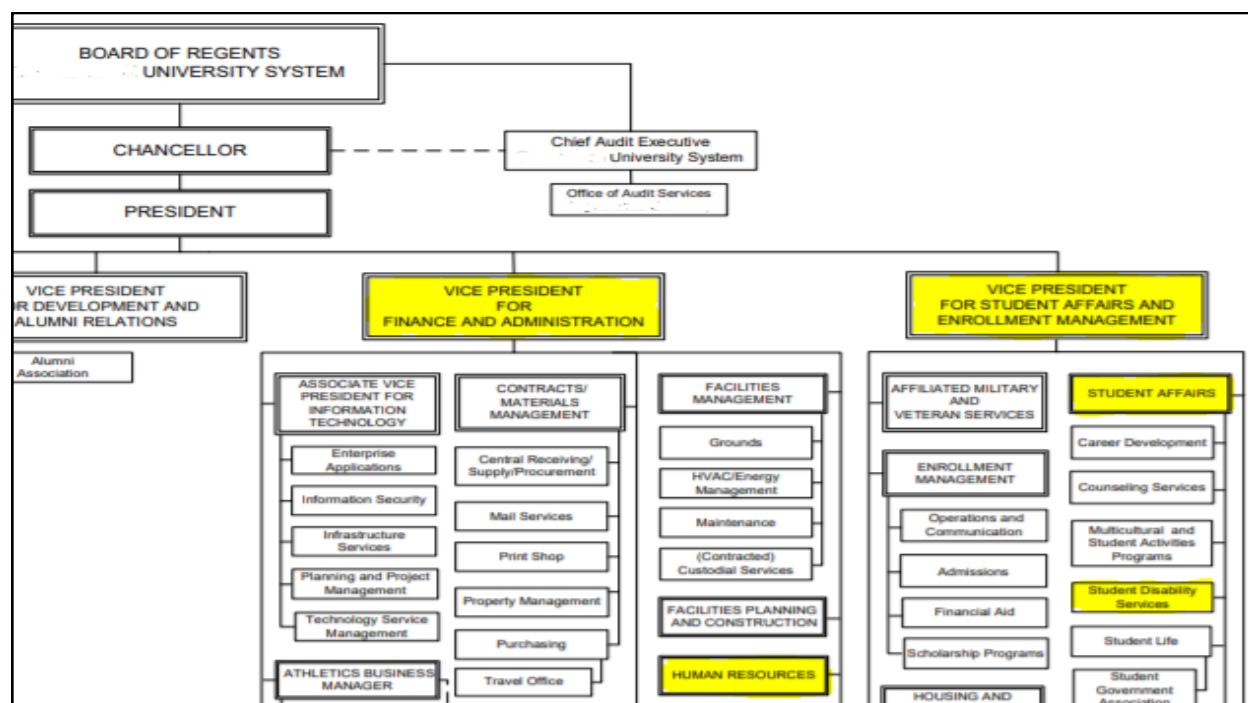 BOARD OF REGENTS
UNIVERSITY SYSTEM
CHANCELLOR
Chief Audit Executive
University System
Office of Audit Services
PRESIDENT
VICE PRESIDENT
DEVELOPMENT AND
ALUMNI RELATIONS
VICE PRESIDENT
FOR
FINANCE AND ADMINISTRATION
VICE PRESIDENT
FOR STUDENT AFFAIRS AND
ENROLLMENT MANAGEMENT
Alumni
Association
ASSOCIATE VICE
PRESIDENT FOR
INFORMATION
TECHNOLOGY
Enterprise
Applications
Information Security
Infrastructure
Services
Planning and Project
Management
Technology Service
Management
ATHLETICS BUSINESS
MANAGER
CONTRACTS/
MATERIALS
MANAGEMENT
Central Receiving/
Supply/Procurement
Mail Services
Print Shop
Property Management
Purchasing
Travel Office
FACILITIES
MANAGEMENT
Grounds
HVAC/Energy
Management
Maintenance
(Contracted)
Custodial Services
FACILITIES PLANNING
AND CONSTRUCTION
HUMAN RESOURCES
AFFILIATED MILITARY
AND
VETERAN SERVICES
ENROLLMENT
MANAGEMENT
Operations and
Communication
Admissions
Financial Aid
Scholarship Programs
HOUSING AND
STUDENT AFFAIRS
Career Development
Counseling Services
Multicultural and
Student Activities
Programs
Student Disability
Services
Student Life
Student
Government
Association